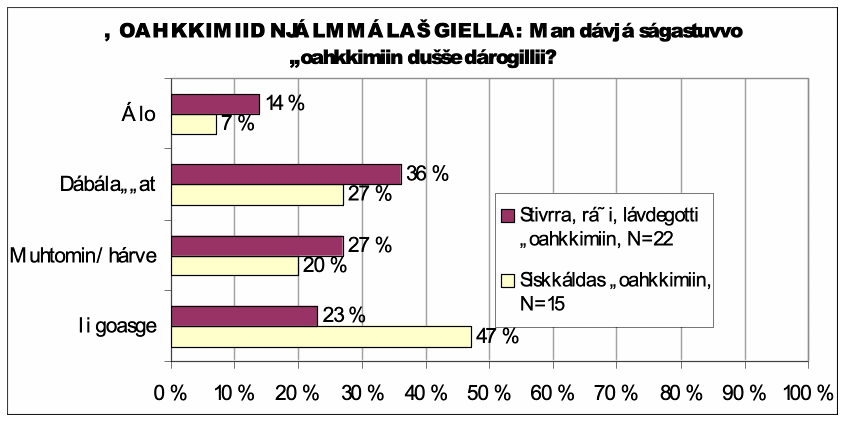 ‚ OAHKKIMIID NJÁLMMÁLAŠ GIELLA: Man dávjá ságastuvvo
„oahkkimiin dušše dárogillii?
Álo
14 %
7 %
Dábála„„at
36 %
27 %
Muhtomin/ hárve
27 %
20 %
Ii goasge
23 %
47 %
Stivrra, rá˜i, lávdegotti
„oahkkimiin, N=22
Siskkáldas „oahkkimiin,
N=15
0 % 10 % 20 % 30 % 40 % 50 % 60 % 70 % 80 % 90 % 100 %